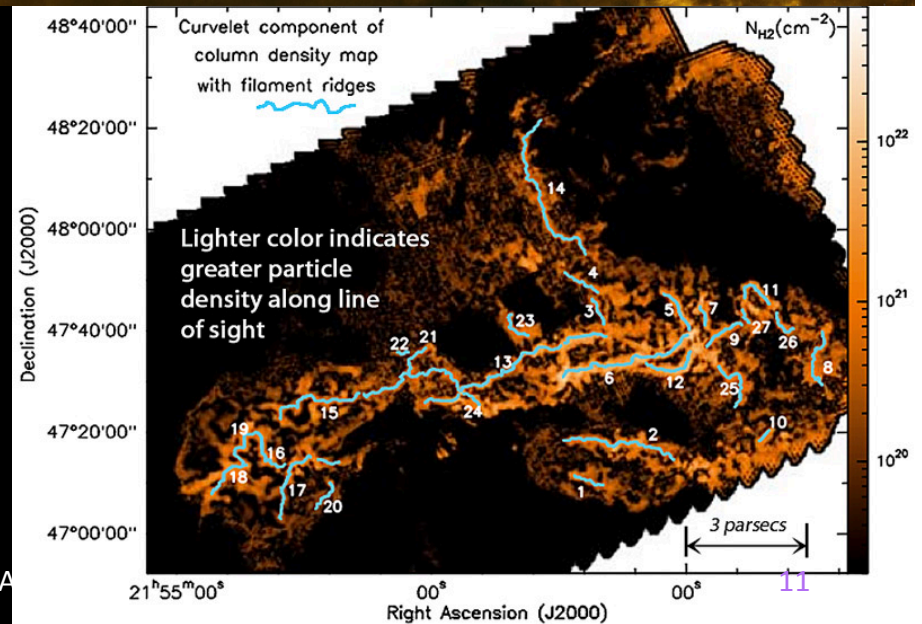 Curvelet component of
column density map
with filament ridges
N_H2(cm⁻²)
48°40'00"
48°20'00"
48°00'00"
47°40'00"
47°20'00"
47°00'00"
Declination (J2000)
Lighter color indicates
greater particle
density along line
of sight
14
4
3
5
7
11
27
26
9
8
23
13
6
12
25
22
21
15
24
10
2
1
19
16
18
17
20
3 parsecs
10²²
10²¹
10²⁰
21ʰ55ᵐ00ˢ
00ˢ
00ˢ
Right Ascension (J2000)
A
11